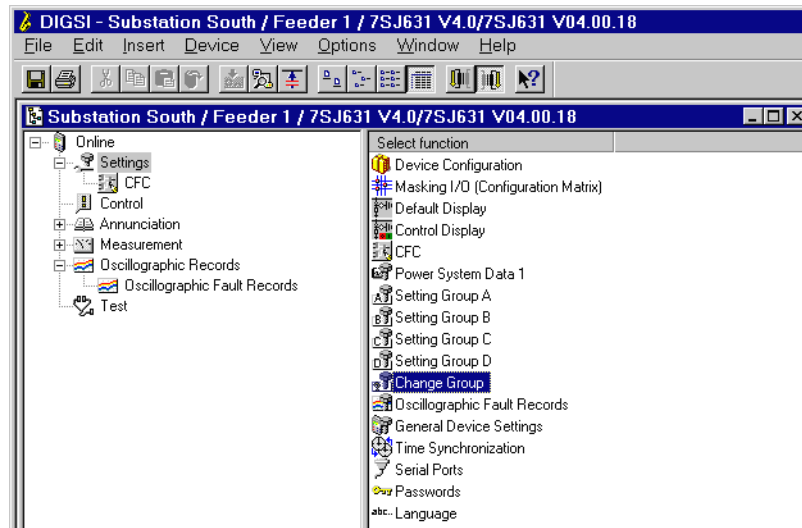 DIGSI - Substation South / Feeder 1 / 7SJ631 V4.0/7SJ631 V04.00.18
File Edit Insert Device View Options Window Help
Substation South / Feeder 1 / 7SJ631 V4.0/7SJ631 V04.00.18
Online
Settings
CFC
Control
Annunciation
Measurement
Oscillographic Records
Oscillographic Fault Records
Test
Select function
Device Configuration
Masking I/O (Configuration Matrix)
Default Display
Control Display
CFC
Power System Data 1
A Setting Group A
B Setting Group B
C Setting Group C
D Setting Group D
Change Group
Oscillographic Fault Records
General Device Settings
Time Synchronization
Serial Ports
Passwords
abc.. Language